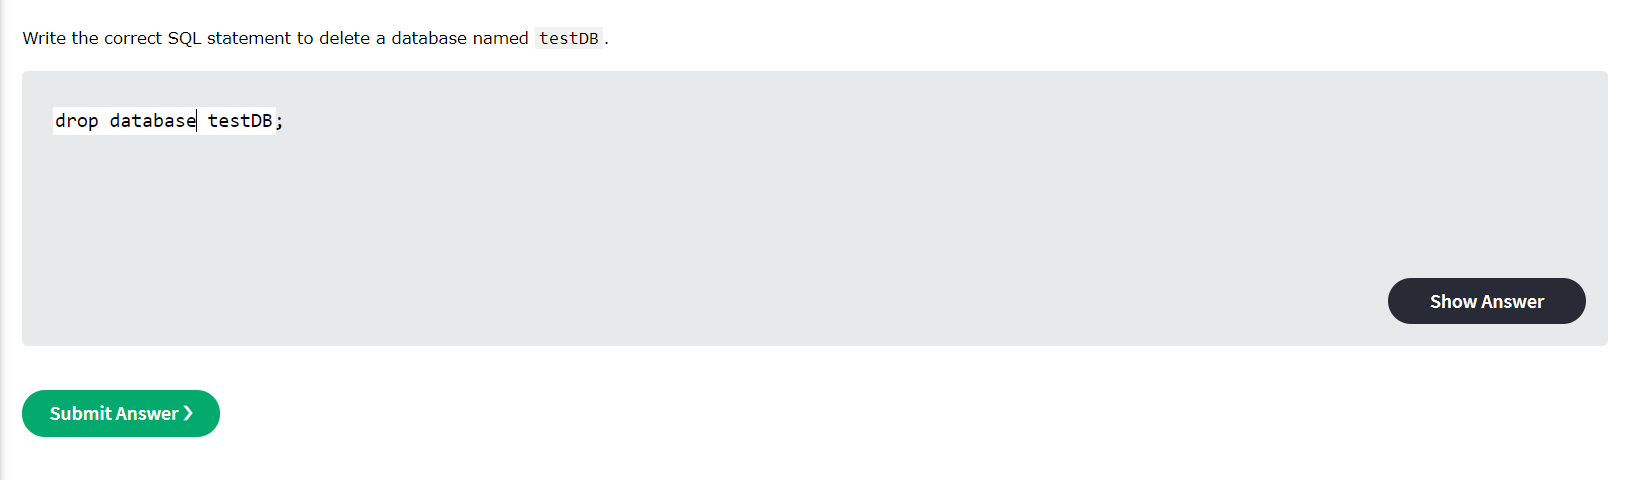 Write the correct SQL statement to delete a database named testDB.
drop database testDB;
Show Answer
Submit Answer ❯